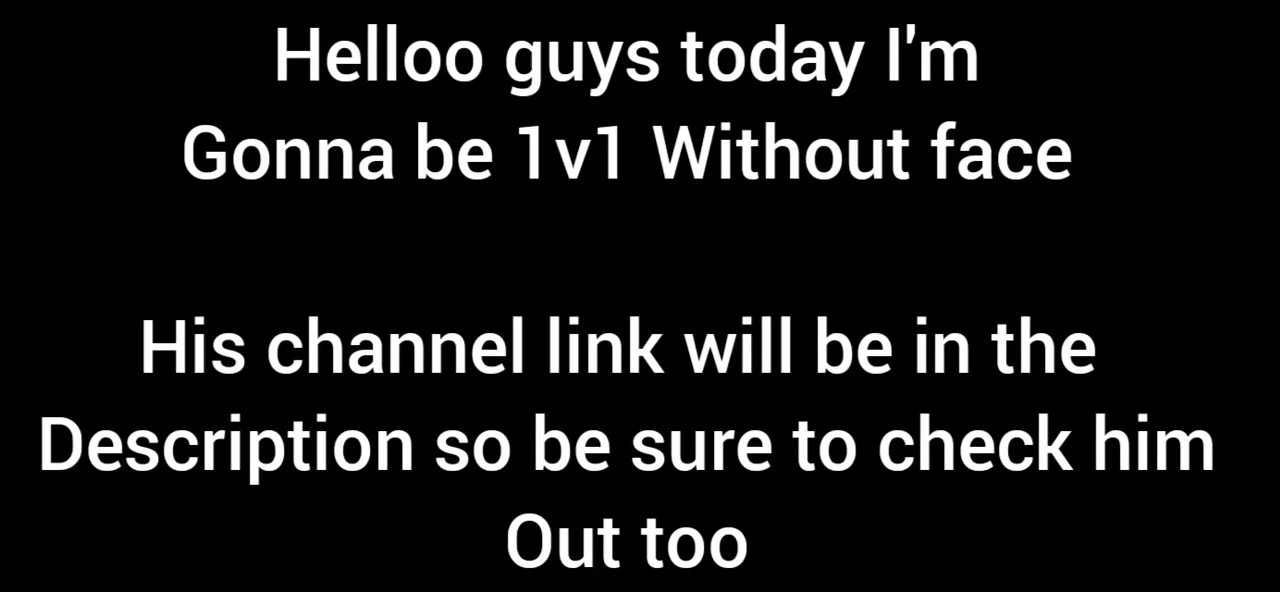 Helloo guys today I'm
Gonna be 1v1 Without face
His channel link will be in the
Description so be sure to check him
Out too